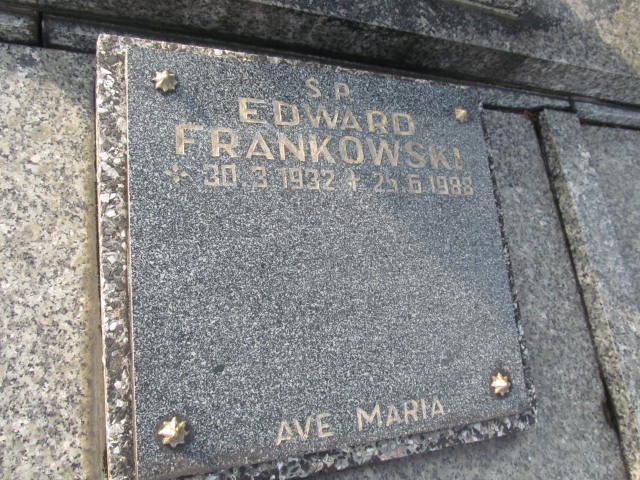 S.P.
EDWARD
FRANKOWSKI
30 3 1932 + 25.6 1988
AVE MARIA